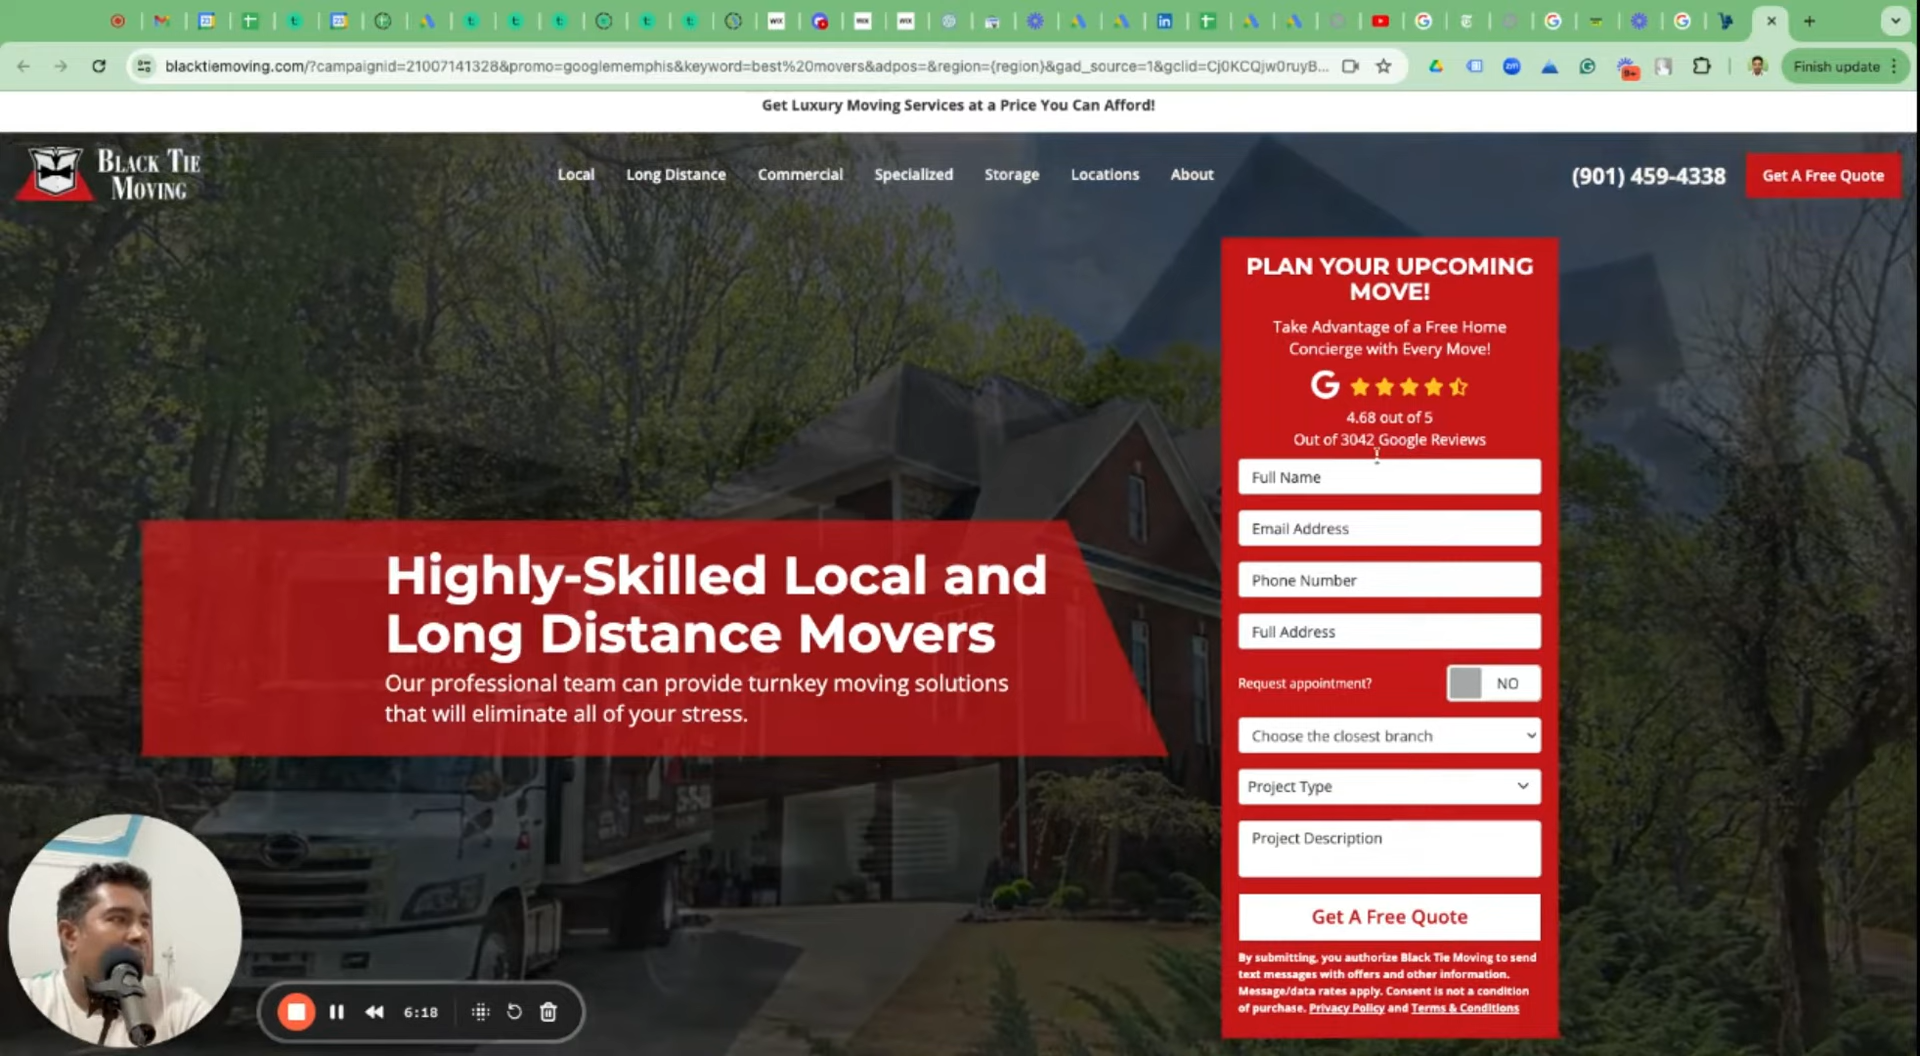 blacktiemoving.com/?campaignid=21007141328&promo=googlememphis&keyword=best%20movers&adpos=&region={region}&gad_source=1&gclid=Cj0KCQjw0ruyB...
Finish update
9+
Get Luxury Moving Services at a Price You Can Afford!
BLACK TIE
MOVING
Local
Long Distance
Commercial
Specialized
Storage
Locations
About
(901) 459-4338
Get A Free Quote
PLAN YOUR UPCOMING
MOVE!
Take Advantage of a Free Home
Concierge with Every Move!
G
4.68 out of 5
Out of 3042 Google Reviews
Full Name
Email Address
Phone Number
Full Address
Request appointment?
NO
Choose the closest branch
Project Type
Project Description
Get A Free Quote
By submitting, you authorize Black Tie Moving to send
text messages with offers and other information.
Message/data rates apply. Consent is not a condition
of purchase. Privacy Policy and Terms & Conditions
Highly-Skilled Local and
Long Distance Movers
Our professional team can provide turnkey moving solutions
that will eliminate all of your stress.
6:18